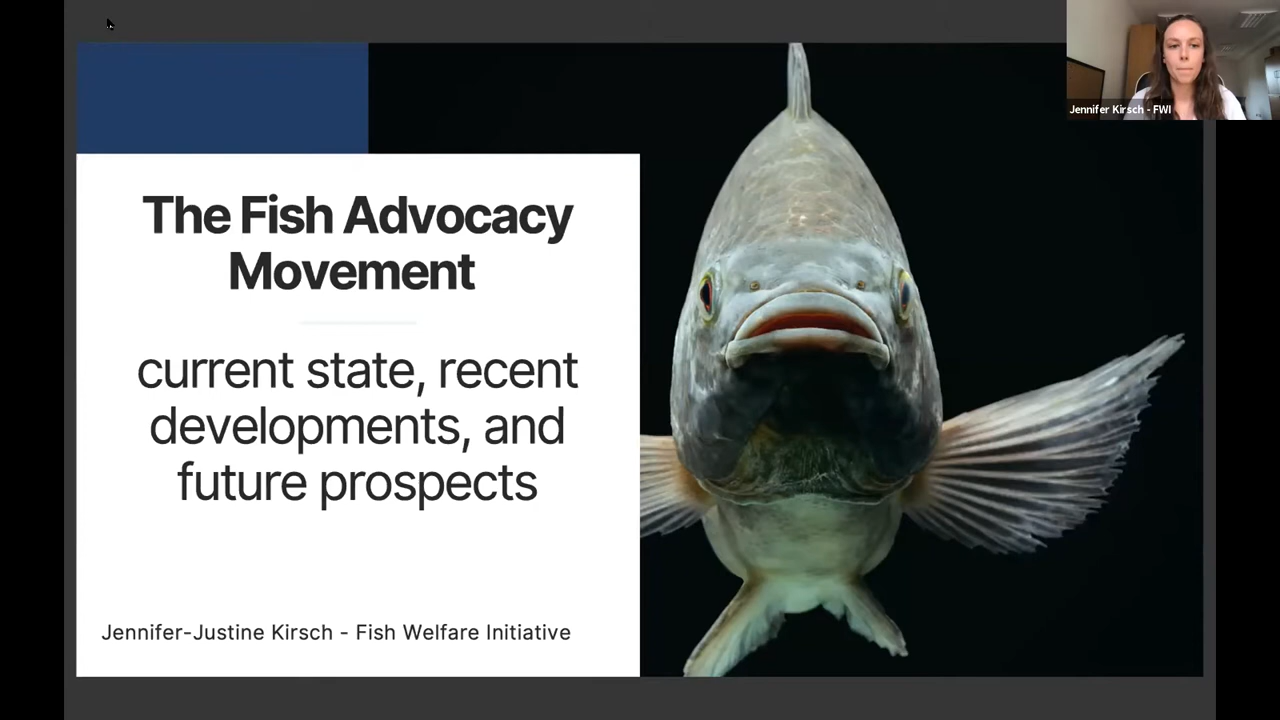 Jennifer Kirsch - FWI
The Fish Advocacy
Movement
current state, recent
developments, and
future prospects
Jennifer-Justine Kirsch - Fish Welfare Initiative